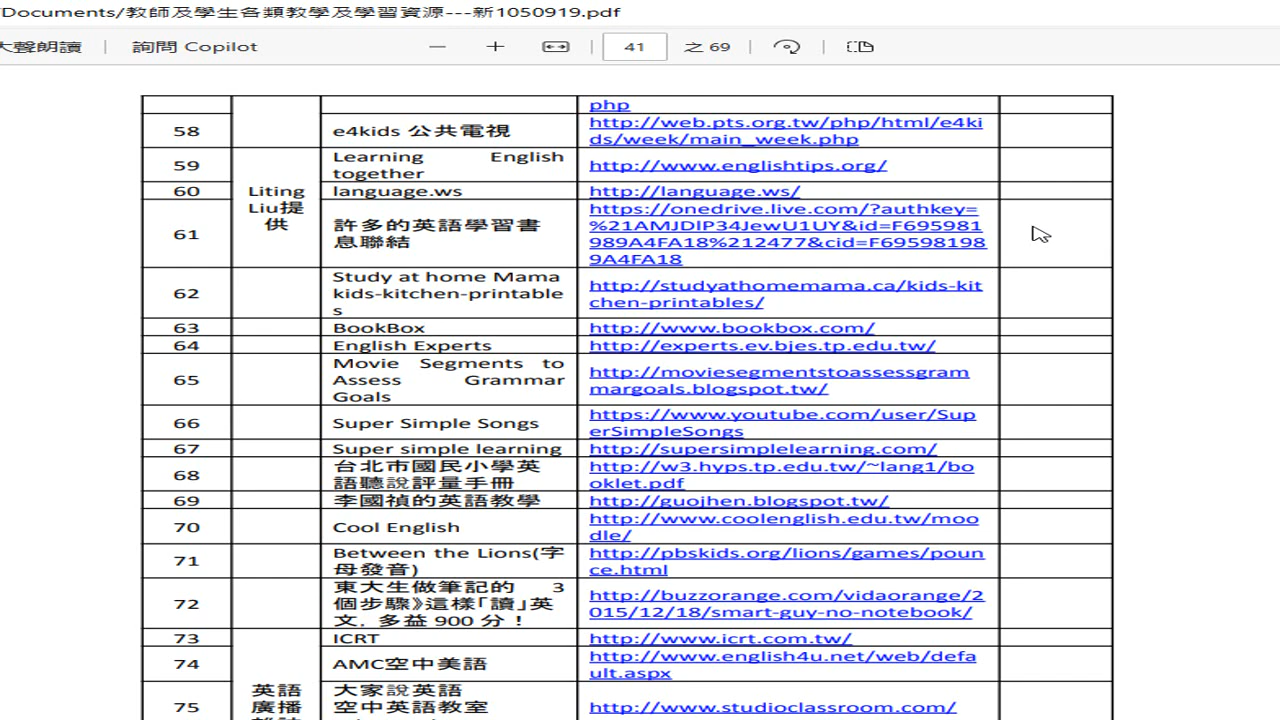 /Documents/教師及學生各類教學及學習資源---新1050919.pdf
大聲朗讀
詢問 Copilot
41
之 69
php
58
e4kids 公共電視
http://web.pts.org.tw/php/html/e4ki
ds/week/main_week.php
59
Learning English
together
http://www.englishtips.org/
60
language.ws
http://language.ws/
Liting
Liu提
供
61
許多的英語學習書
息聯結
https://onedrive.live.com/?authkey=
%21AMJDlP34JewU1UY&id=F695981
989A4FA18%212477&cid=F69598198
9A4FA18
62
Study at home Mama
kids-kitchen-printable
s
http://studyathomemama.ca/kids-kit
chen-printables/
63
BookBox
http://www.bookbox.com/
64
English Experts
http://experts.ev.bjes.tp.edu.tw/
65
Movie Segments to
Assess Grammar
Goals
http://moviesegmentstoassessgram
margoals.blogspot.tw/
66
Super Simple Songs
https://www.youtube.com/user/Sup
erSimpleSongs
67
Super simple learning
http://supersimplelearning.com/
68
台北市國民小學英
語聽說評量手冊
http://w3.hyps.tp.edu.tw/~lang1/bo
oklet.pdf
69
李國禎的英語教學
http://guojhen.blogspot.tw/
70
Cool English
http://www.coolenglish.edu.tw/moo
dle/
71
Between the Lions(字
母發音)
http://pbskids.org/lions/games/poun
ce.html
72
東大生做筆記的 3
個步驟》這樣「讀」英
文，多益 900 分！
http://buzzorange.com/vidaorange/2
015/12/18/smart-guy-no-notebook/
73
ICRT
http://www.icrt.com.tw/
74
AMC空中美語
http://www.english4u.net/web/defa
ult.aspx
英語
廣播
75
大家說英語
空中英語教室
http://www.studioclassroom.com/